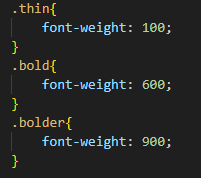 .thin{
    font-weight: 100;
}
.bold{
    font-weight: 600;
}
.bolder{
    font-weight: 900;
}